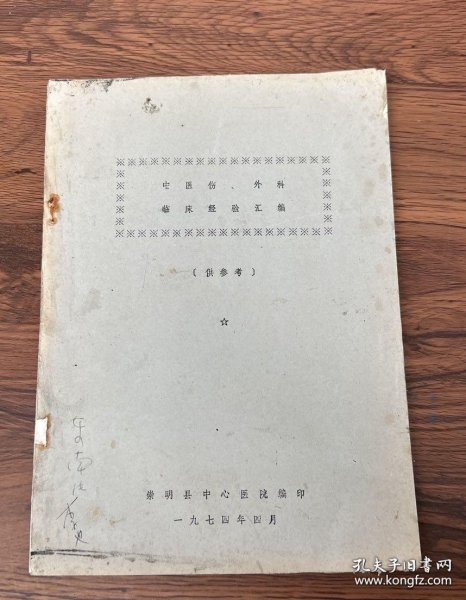 中医伤、外科
临床经验汇编
〔供参考〕
☆
崇明县中心医院编印
一九七四年四月
孔夫子旧书网
www.kongfz.com